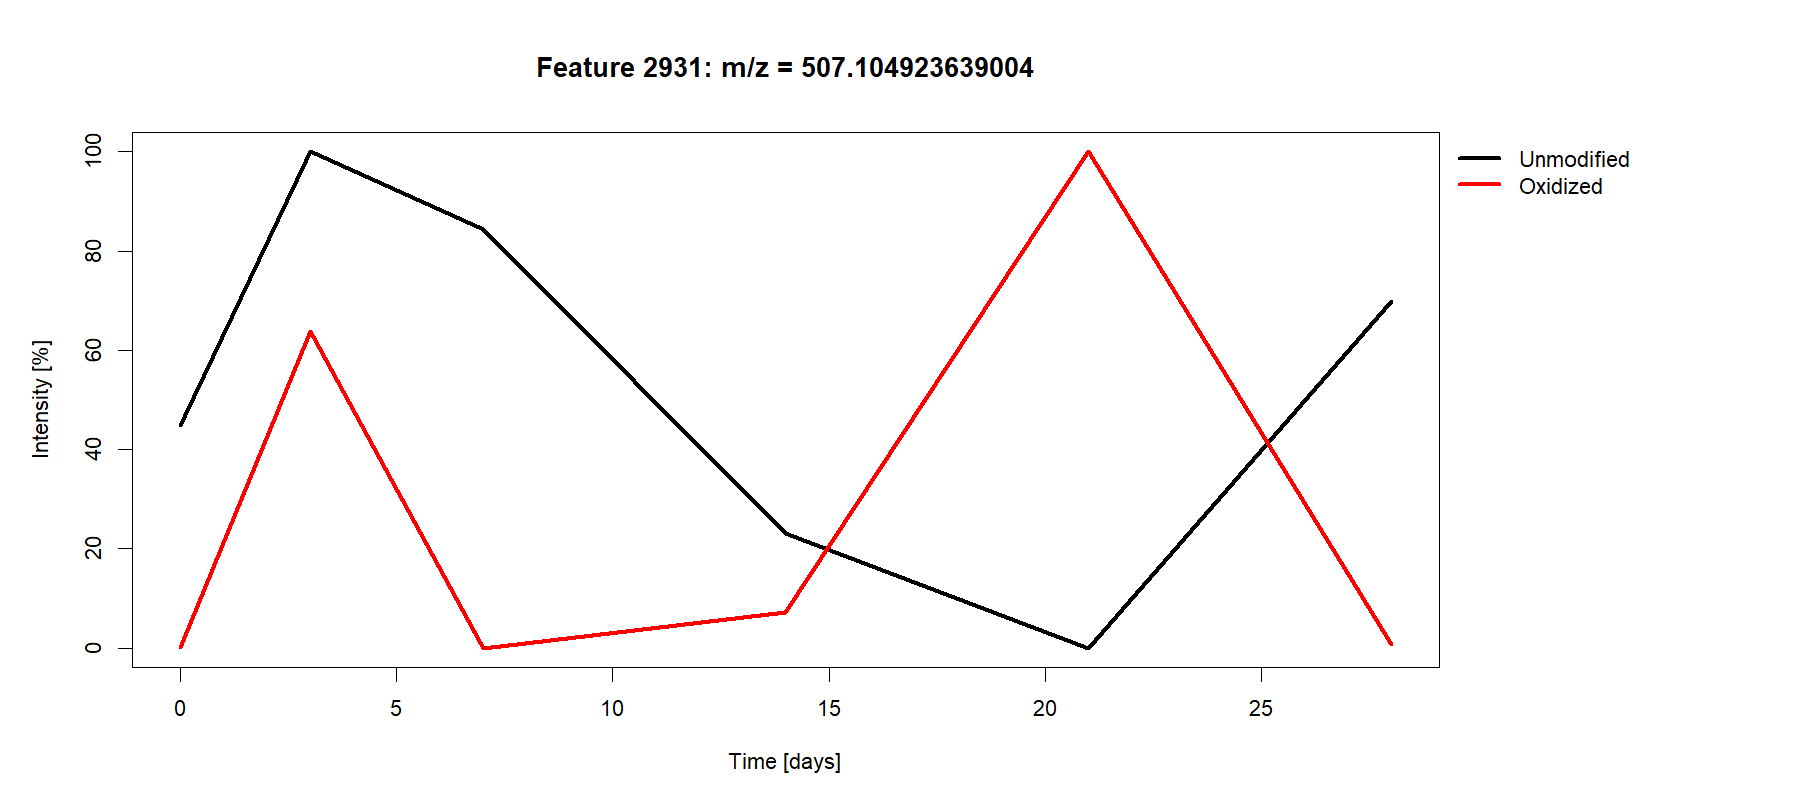 Feature 2931: m/z = 507.104923639004
Unmodified
Oxidized
Intensity [%]
100
80
60
40
20
0
0 5 10 15 20 25
Time [days]